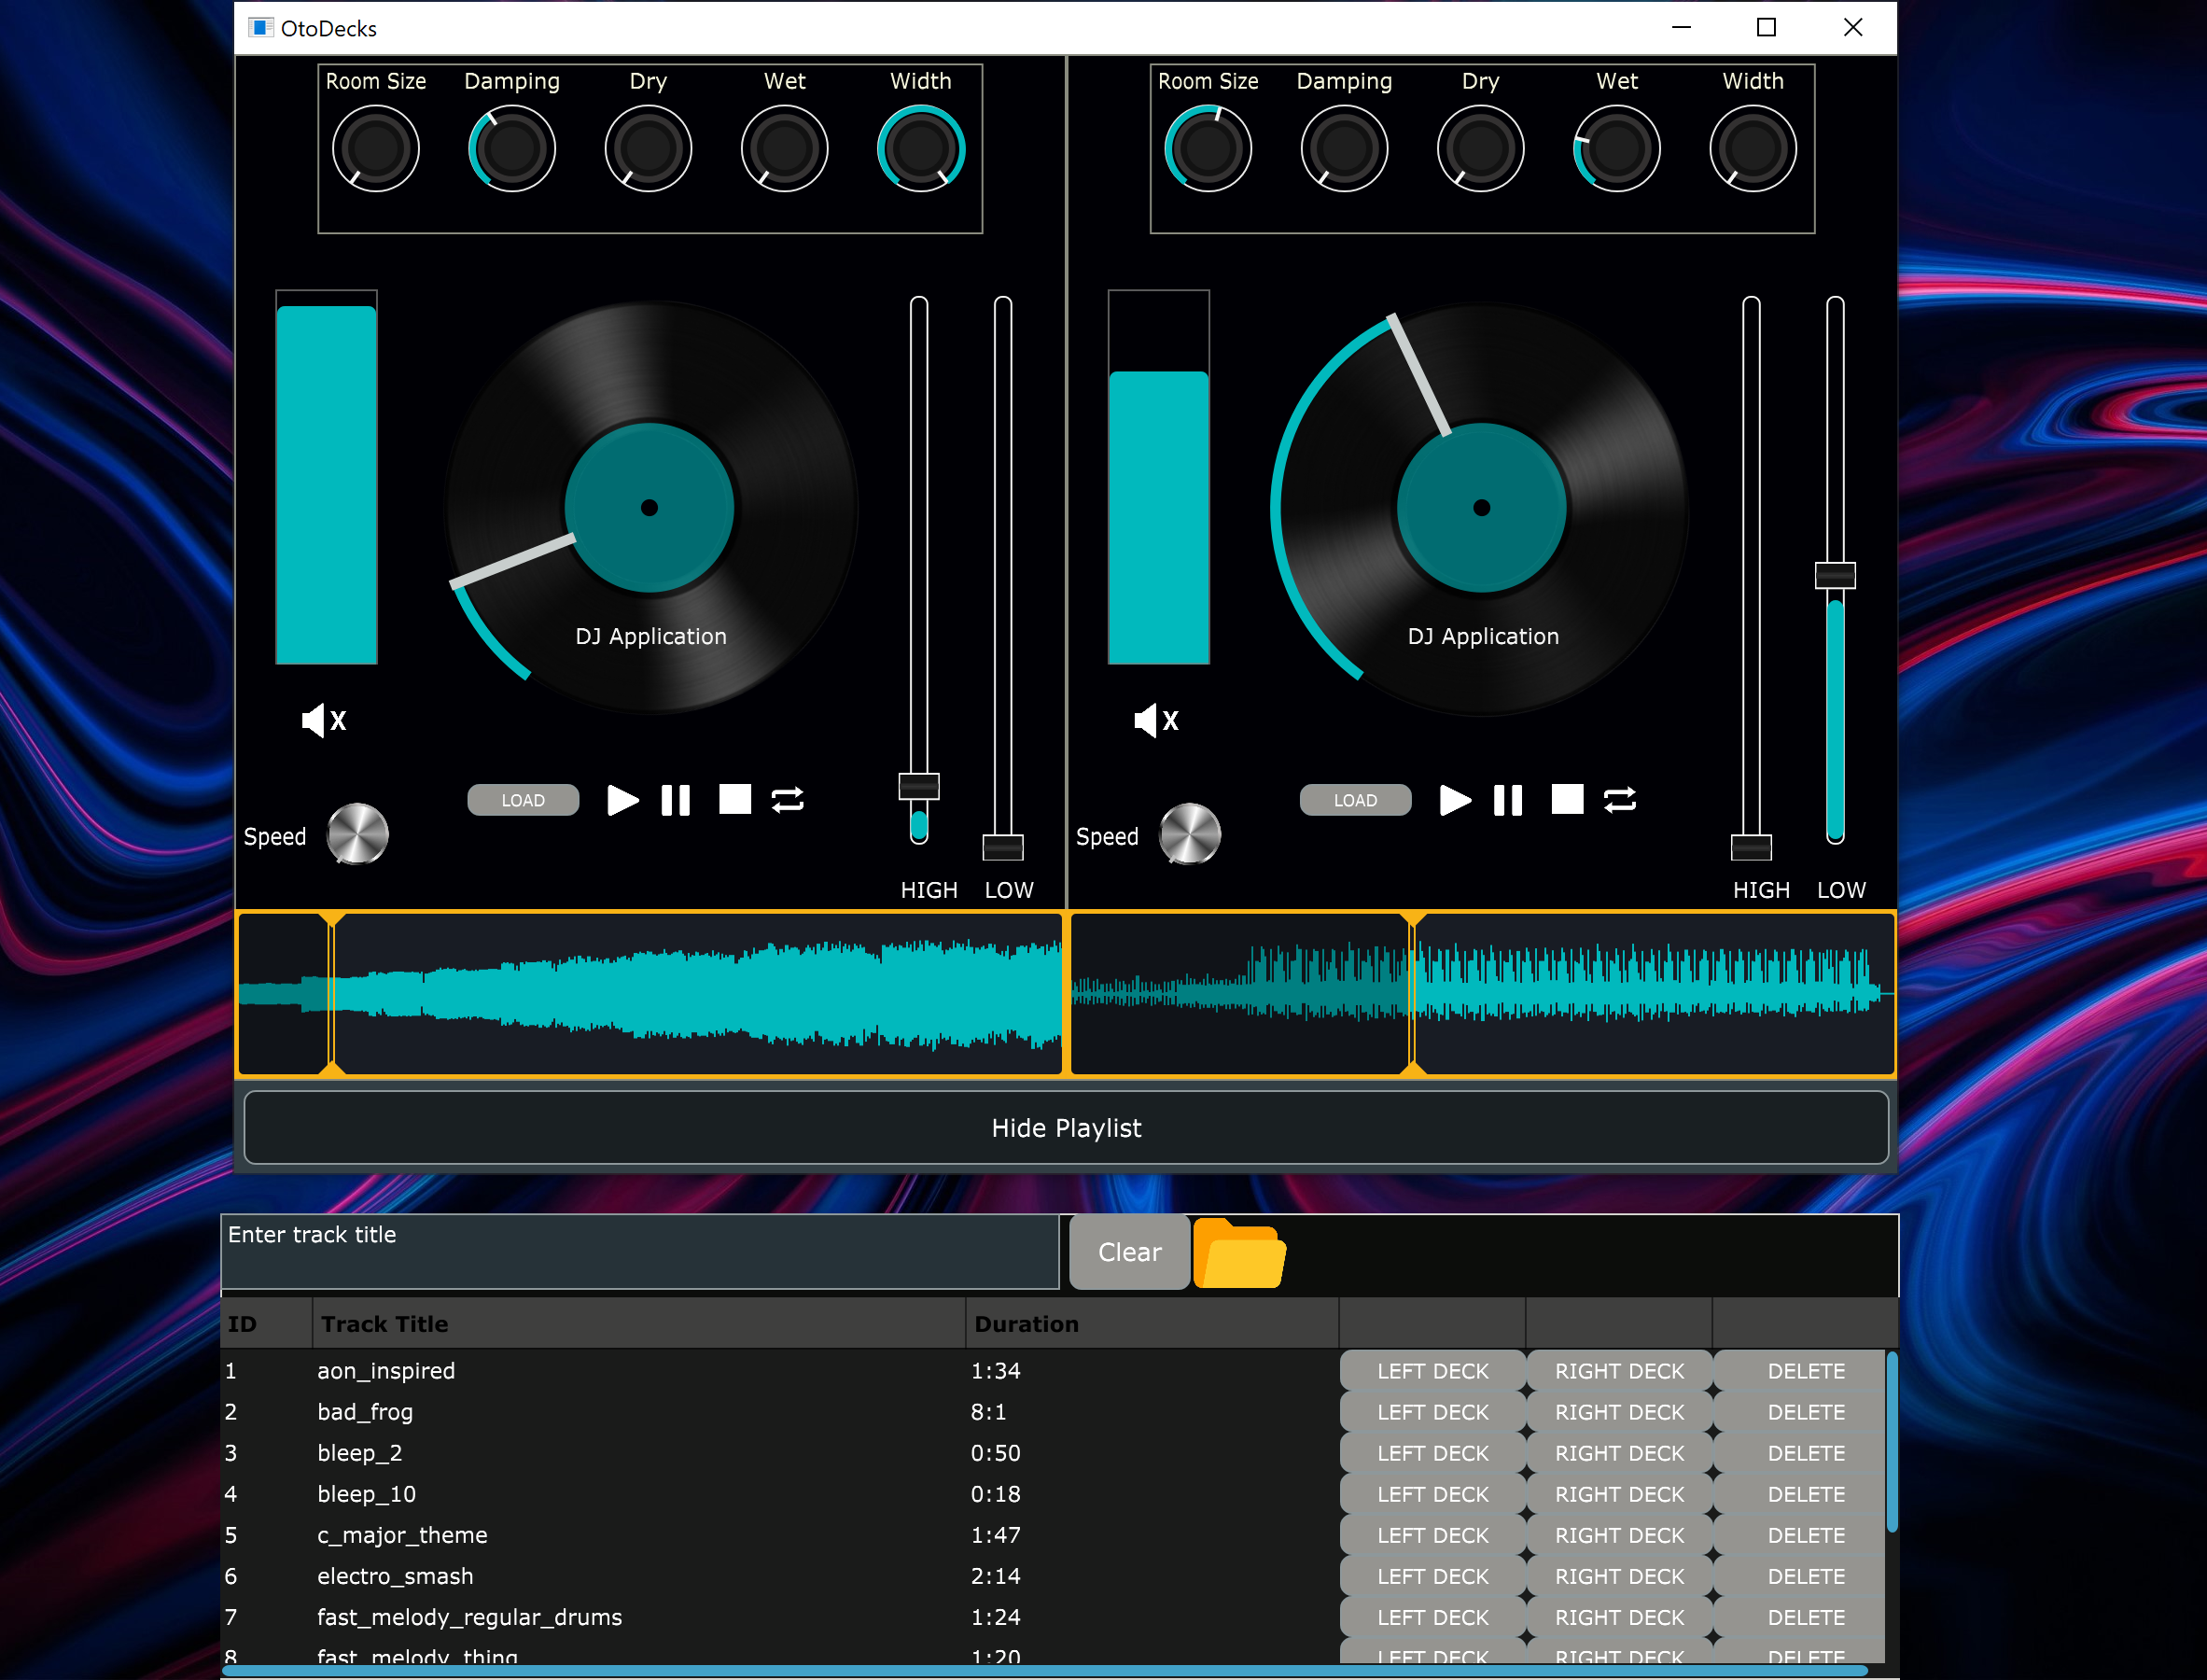 OtoDecks
Room Size Damping Dry Wet Width
Room Size Damping Dry Wet Width
DJ Application
DJ Application
X
X
LOAD
LOAD
Speed
Speed
HIGH LOW
HIGH LOW
Hide Playlist
Enter track title
Clear
ID Track Title Duration
1 aon_inspired 1:34 LEFT DECK RIGHT DECK DELETE
2 bad_frog 8:1 LEFT DECK RIGHT DECK DELETE
3 bleep_2 0:50 LEFT DECK RIGHT DECK DELETE
4 bleep_10 0:18 LEFT DECK RIGHT DECK DELETE
5 c_major_theme 1:47 LEFT DECK RIGHT DECK DELETE
6 electro_smash 2:14 LEFT DECK RIGHT DECK DELETE
7 fast_melody_regular_drums 1:24 LEFT DECK RIGHT DECK DELETE
8 fast_melody_thing 1:20 LEFT DECK RIGHT DECK DELETE